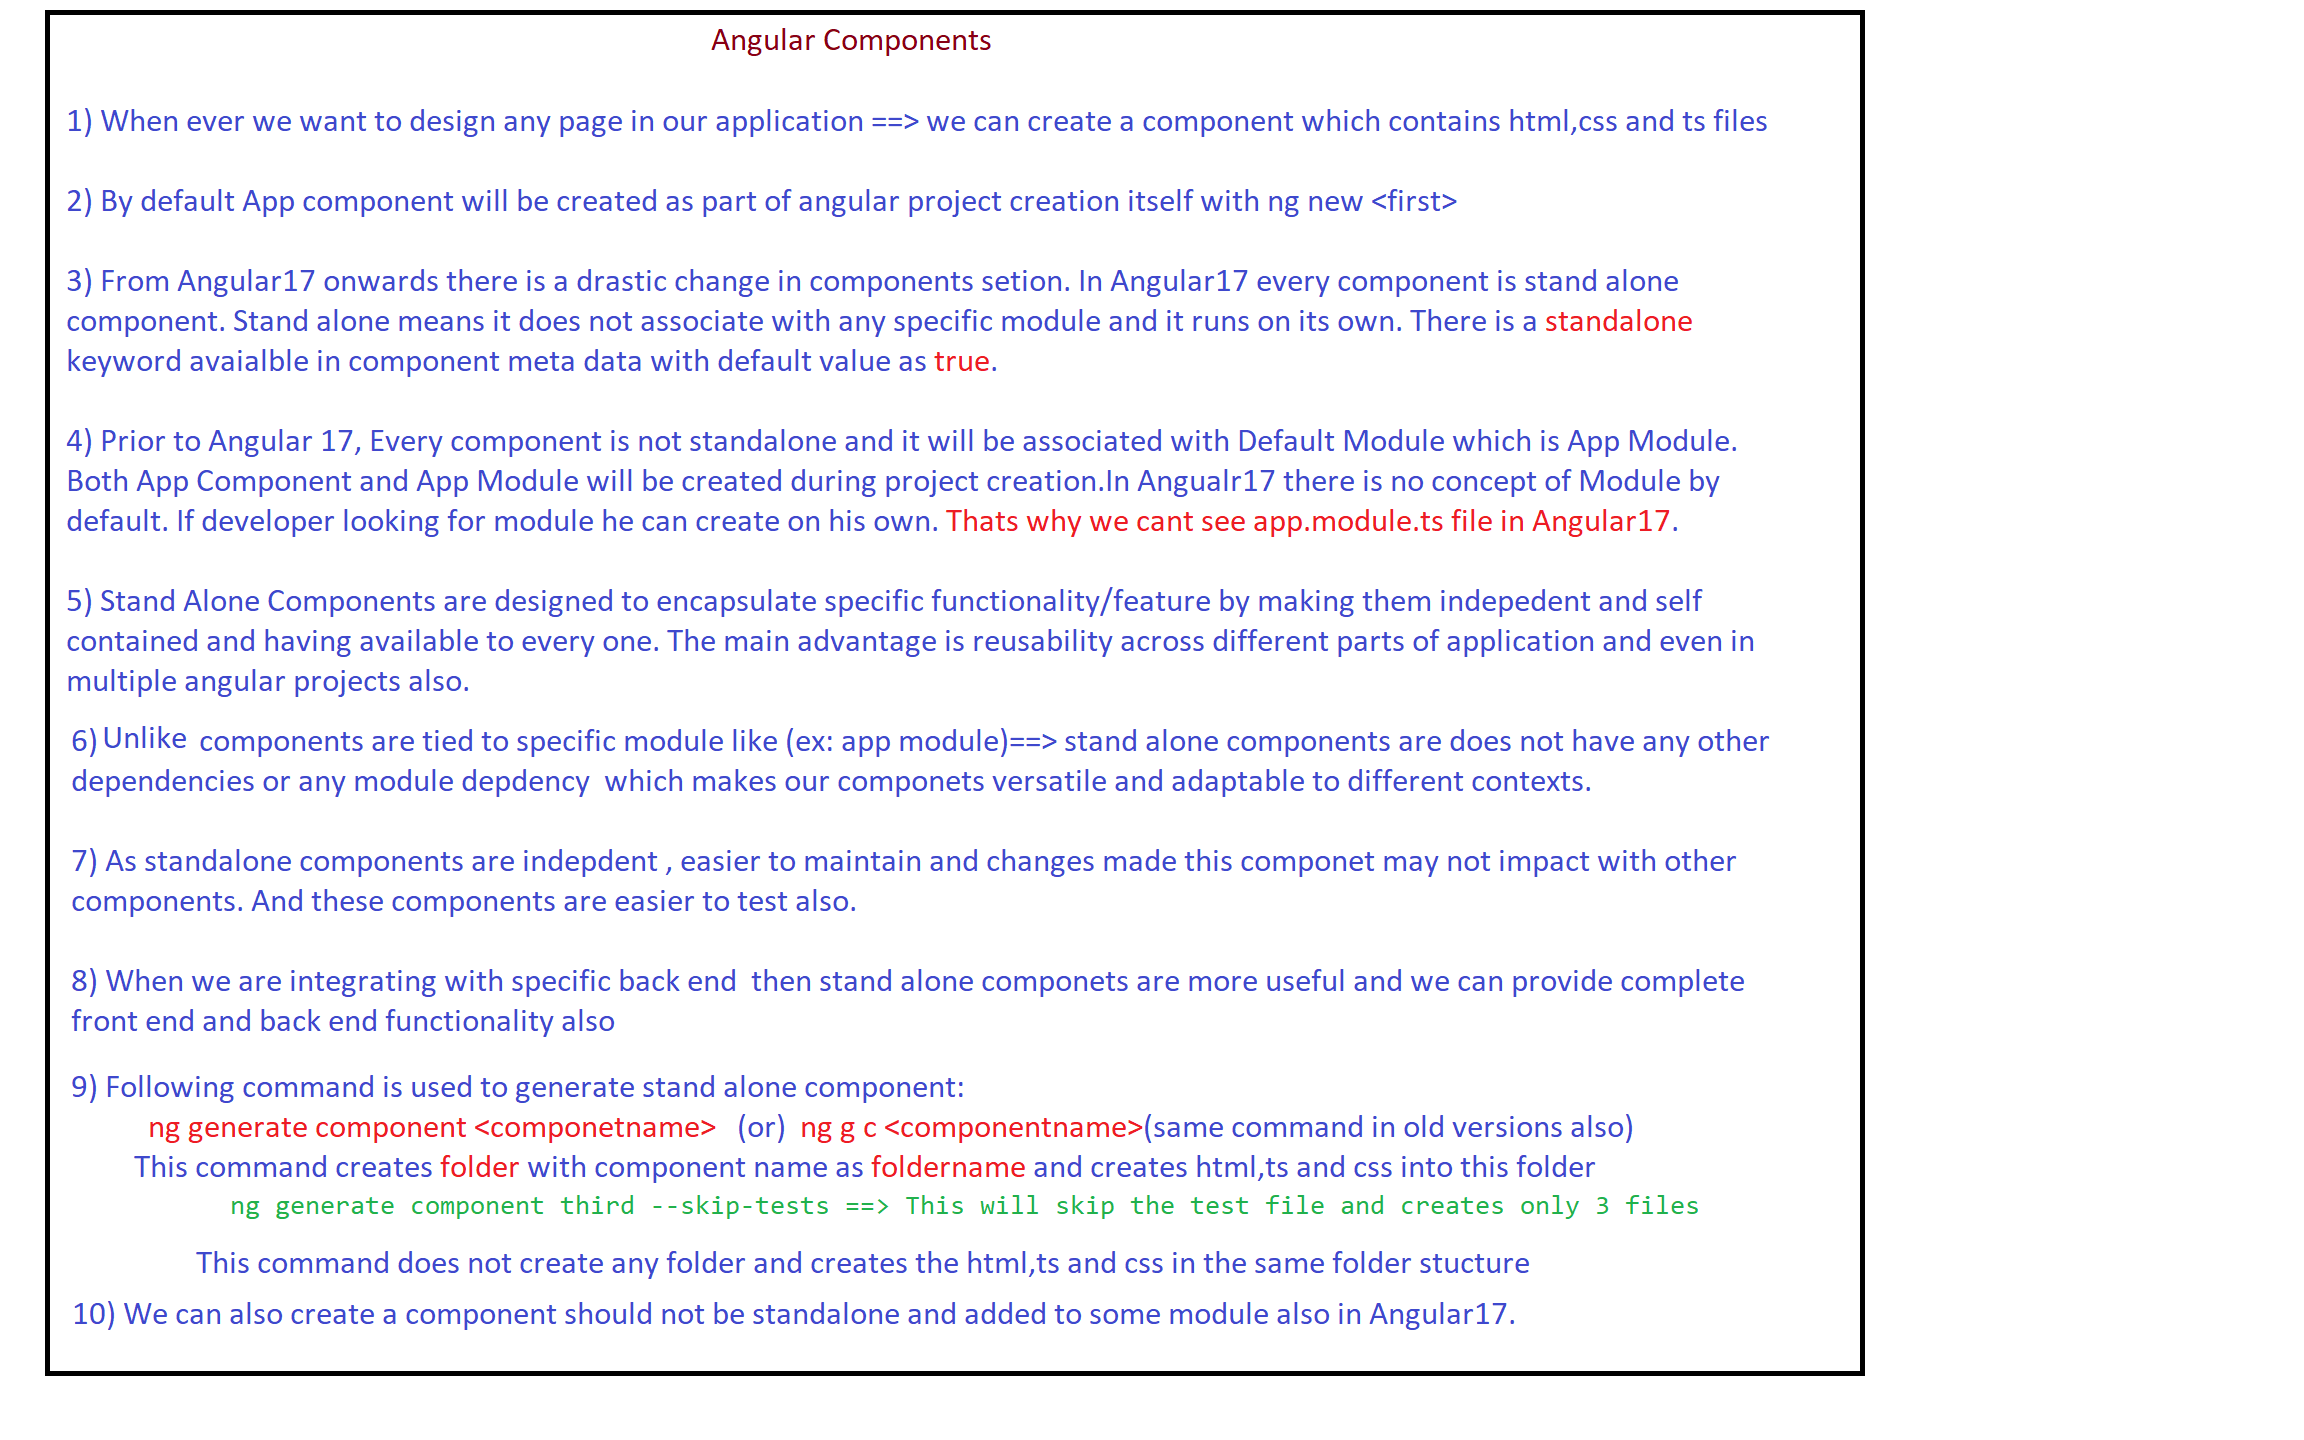 Angular Components
1) When ever we want to design any page in our application ==> we can create a component which contains html,css and ts files
2) By default App component will be created as part of angular project creation itself with ng new <first>
3) From Angular17 onwards there is a drastic change in components setion. In Angular17 every component is stand alone
component. Stand alone means it does not associate with any specific module and it runs on its own. There is a standalone
keyword avaialble in component meta data with default value as true.
4) Prior to Angular 17, Every component is not standalone and it will be associated with Default Module which is App Module.
Both App Component and App Module will be created during project creation.In Angualr17 there is no concept of Module by
default. If developer looking for module he can create on his own. Thats why we cant see app.module.ts file in Angular17.
5) Stand Alone Components are designed to encapsulate specific functionality/feature by making them indepedent and self
contained and having available to every one. The main advantage is reusability across different parts of application and even in
multiple angular projects also.
6) Unlike components are tied to specific module like (ex: app module)==> stand alone components are does not have any other
dependencies or any module depdency which makes our componets versatile and adaptable to different contexts.
7) As standalone components are indepdent , easier to maintain and changes made this componet may not impact with other
components. And these components are easier to test also.
8) When we are integrating with specific back end then stand alone componets are more useful and we can provide complete
front end and back end functionality also
9) Following command is used to generate stand alone component:
ng generate component <componetname> (or) ng g c <componentname>(same command in old versions also)
This command creates folder with component name as foldername and creates html,ts and css into this folder
ng generate component third --skip-tests ==> This will skip the test file and creates only 3 files
This command does not create any folder and creates the html,ts and css in the same folder stucture
10) We can also create a component should not be standalone and added to some module also in Angular17.